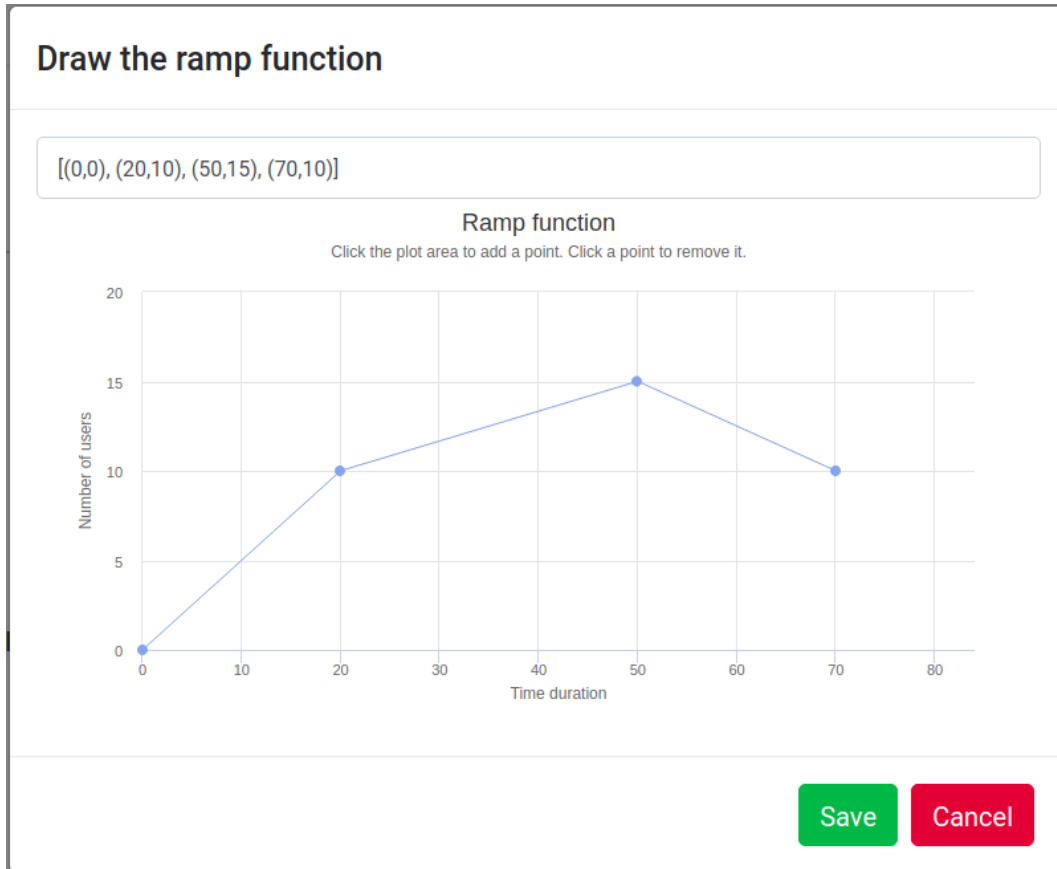 Draw the ramp function
[(0,0), (20,10), (50,15), (70,10)]
Ramp function
Click the plot area to add a point. Click a point to remove it.
20
15
10
5
0
Number of users
0 10 20 30 40 50 60 70 80
Time duration
Save Cancel